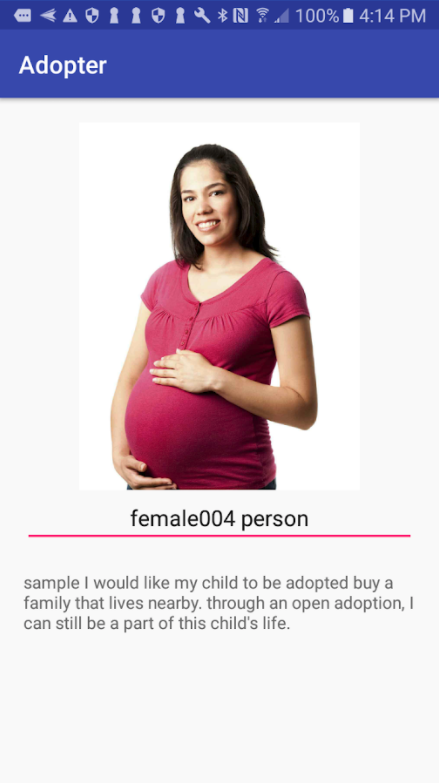 100% 4:14 PM
Adopter
female004 person
sample I would like my child to be adopted buy a
family that lives nearby. through an open adoption, I
can still be a part of this child's life.